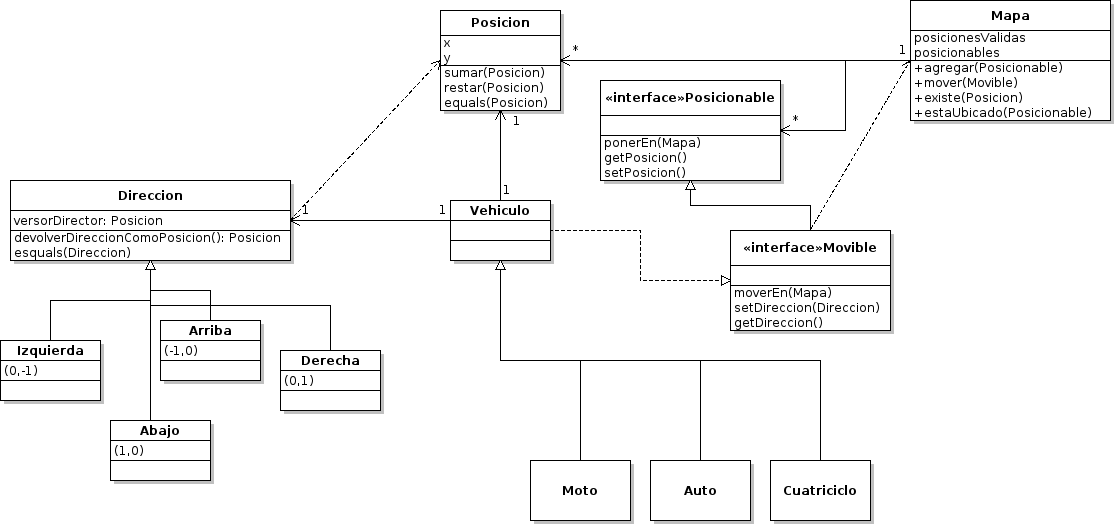 Posicion
x
y
sumar(Posicion)
restar(Posicion)
equals(Posicion)
*
1
Mapa
posicionesValidas
posicionables
+agregar(Posicionable)
+mover(Movible)
+existe(Posicion)
+estaUbicado(Posicionable)
«interface»Posicionable
ponerEn(Mapa)
getPosicion()
setPosicion()
*
1
1
Direccion
versorDirector: Posicion
devolverDireccionComoPosicion(): Posicion
esquals(Direccion)
1
1
Vehiculo
«interface»Movible
moverEn(Mapa)
setDireccion(Direccion)
getDireccion()
Izquierda
(0,-1)
Arriba
(-1,0)
Derecha
(0,1)
Abajo
(1,0)
Moto
Auto
Cuatriciclo